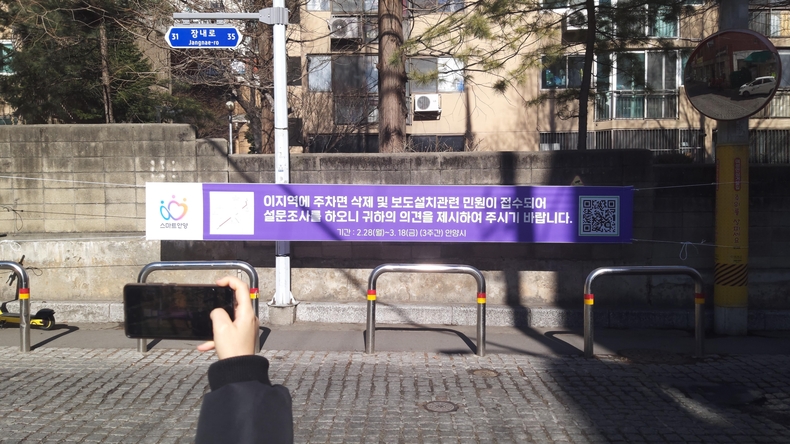 31 장내로 35
Jangnae-ro
이지역에 주차면 삭제 및 보도설치관련 민원이 접수되어
설문조사를 하오니 귀하의 의견을 제시하여 주시기 바랍니다.
기간 : 2.28(월)~3.18(금) (3주간) 안양시
스마트안양